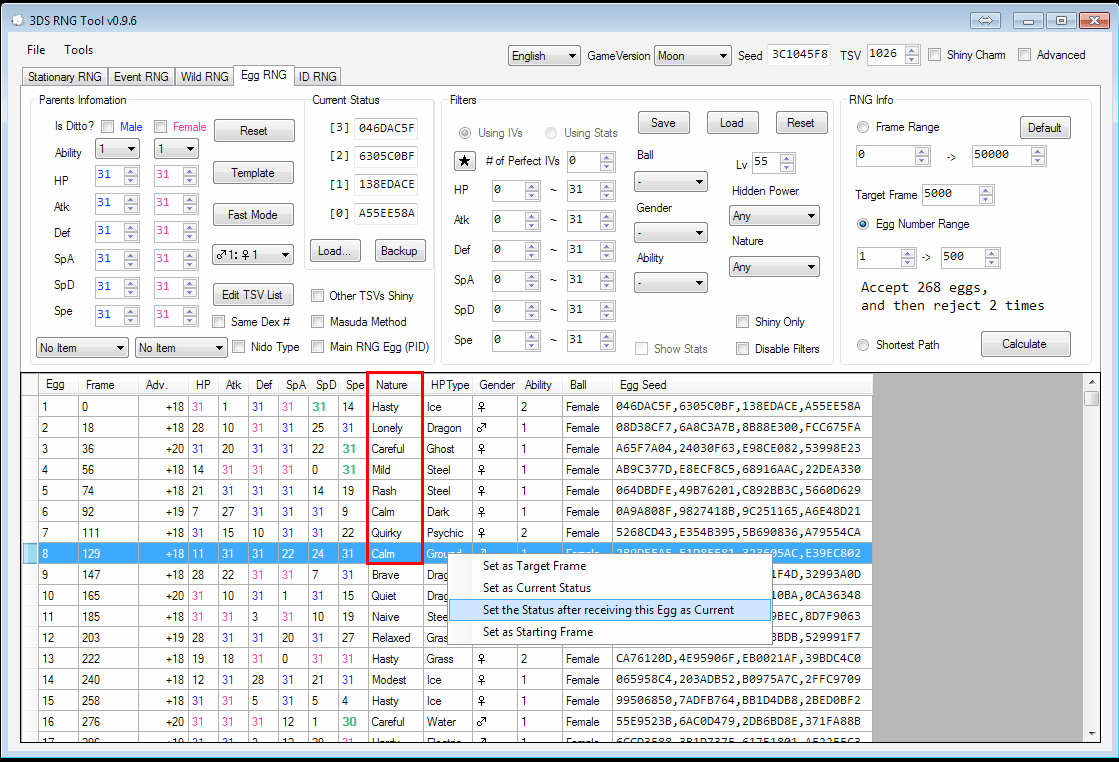 3DS RNG Tool v0.9.6
File Tools
English GameVersion Moon Seed 3C1045F8 TSV 1026 Shiny Charm Advanced
Stationary RNG Event RNG Wild RNG Egg RNG ID RNG
Parents Infomation
Is Ditto? Male Female Reset
Ability 1 1
HP 31 31 Template
Atk 31 31
Def 31 31 Fast Mode
SpA 31 31 ♂1:♀1
SpD 31 31 Edit TSV List
Spe 31 31 Same Dex #
No Item No Item Nido Type
Current Status
[3] 046DAC5F
[2] 6305C0BF
[1] 138EDACE
[0] A55EE58A
Load... Backup
Other TSVs Shiny
Masuda Method
Main RNG Egg (PID)
Filters
Using IVs Using Stats Save Load Reset
★ # of Perfect IVs 0
HP 0 ~ 31
Atk 0 ~ 31
Def 0 ~ 31
SpA 0 ~ 31
SpD 0 ~ 31
Spe 0 ~ 31
Ball Lv 55
-
Hidden Power
Gender Any
-
Nature
Ability Any
-
Shiny Only
Show Stats Disable Filters
RNG Info
Frame Range Default
0 -> 50000
Target Frame 5000
Egg Number Range
1 -> 500
Accept 268 eggs,
and then reject 2 times
Shortest Path Calculate
Egg Frame Adv. HP Atk Def SpA SpD Spe Nature HPType Gender Ability Ball Egg Seed
1 0 +18 31 1 31 31 31 14 Hasty Ice ♀ 2 Female 046DAC5F,6305C0BF,138EDACE,A55EE58A
2 18 +18 28 10 31 31 25 31 Lonely Dragon ♂ 1 Female 08D38CF7,6A8C3A7B,8B88E300,FCC675FA
3 36 +20 31 20 31 31 22 31 Careful Ghost ♀ 1 Female A65F7A04,24030F63,E98CE082,53998E23
4 56 +18 14 31 31 31 0 31 Mild Steel ♀ 1 Female AB9C377D,E8ECF8C5,68916AAC,22DEA330
5 74 +18 21 31 31 31 14 19 Rash Steel ♀ 1 Female 064DBDFE,49B76201,C892BB3C,5660D629
6 92 +19 7 27 31 31 31 9 Calm Dark ♀ 1 Female 0A9A808F,9827418B,9C251165,A6E48D21
7 111 +18 31 15 10 31 31 22 Quirky Psychic ♀ 2 Female 5268CD43,E354B395,5B690836,A79554CA
8 129 +18 11 31 31 22 24 31 Calm Ground ♂ 1 Female E39EC802
Set as Target Frame
Set as Current Status
Set the Status after receiving this Egg as Current
Set as Starting Frame
9 147 +18 28 22 31 31 7 31 Brave 1F4D,32993A0D
10 165 +20 31 10 31 1 31 15 Quiet 10BA,0CA36348
11 185 +18 31 31 3 31 10 19 Naive 9BEC,8D7F9063
12 203 +19 28 31 31 20 31 27 Relaxed 3BDB,529991F7
13 222 +18 19 18 31 0 31 31 Hasty Grass ♀ 2 Female CA76120D,4E95906F,EB0021AF,39BDC4C0
14 240 +18 12 31 28 31 21 31 Modest Ice ♀ 1 Female 065958C4,203ADB52,B0975A7C,2FFC9709
15 258 +18 31 31 5 31 5 4 Hasty Ice ♀ 1 Female 99506850,7ADFB764,BB1D4DB8,2BED0BF2
16 276 +20 31 31 31 12 1 30 Careful Water ♂ 1 Female 55E9523B,6AC0D479,2DB6BD8E,371FA88B